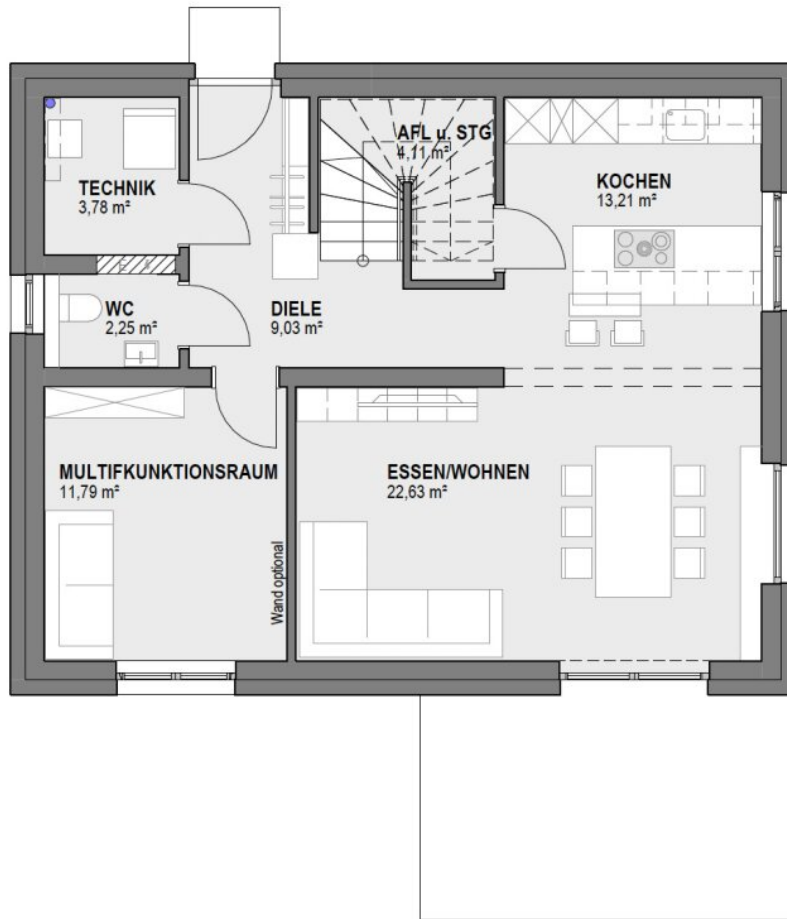 AFL u. STG
4,11 m²
TECHNIK
3,78 m²
KOCHEN
13,21 m²
WC
2,25 m²
DIELE
9,03 m²
MULTIFKUNKTIONSRAUM
11,79 m²
ESSEN/WOHNEN
22,63 m²
Wand optional